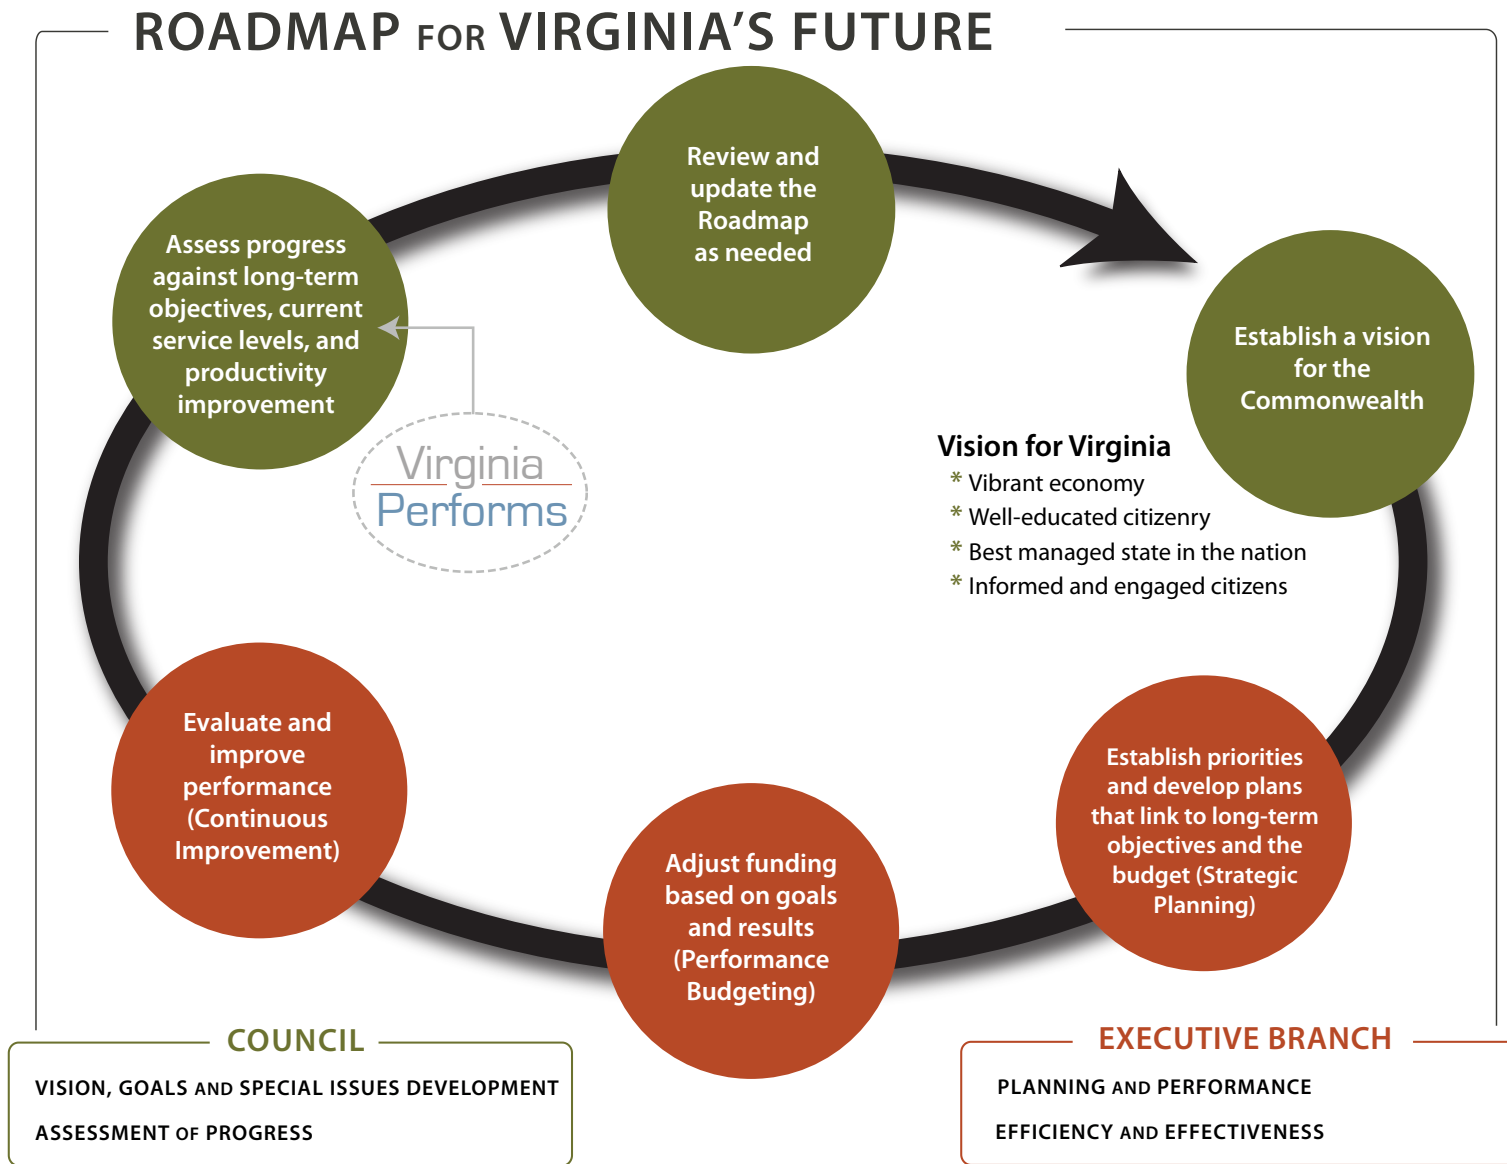 ROADMAP FOR VIRGINIA'S FUTURE
Review and
update the
Roadmap
as needed
Assess progress
against long-term
objectives, current
service levels, and
productivity
improvement
Establish a vision
for the
Commonwealth
Virginia
Performs
Vision for Virginia
* Vibrant economy
* Well-educated citizenry
* Best managed state in the nation
* Informed and engaged citizens
Evaluate and
improve
performance
(Continuous
Improvement)
Adjust funding
based on goals
and results
(Performance
Budgeting)
Establish priorities
and develop plans
that link to long-term
objectives and the
budget (Strategic
Planning)
COUNCIL
VISION, GOALS AND SPECIAL ISSUES DEVELOPMENT
ASSESSMENT OF PROGRESS
EXECUTIVE BRANCH
PLANNING AND PERFORMANCE
EFFICIENCY AND EFFECTIVENESS